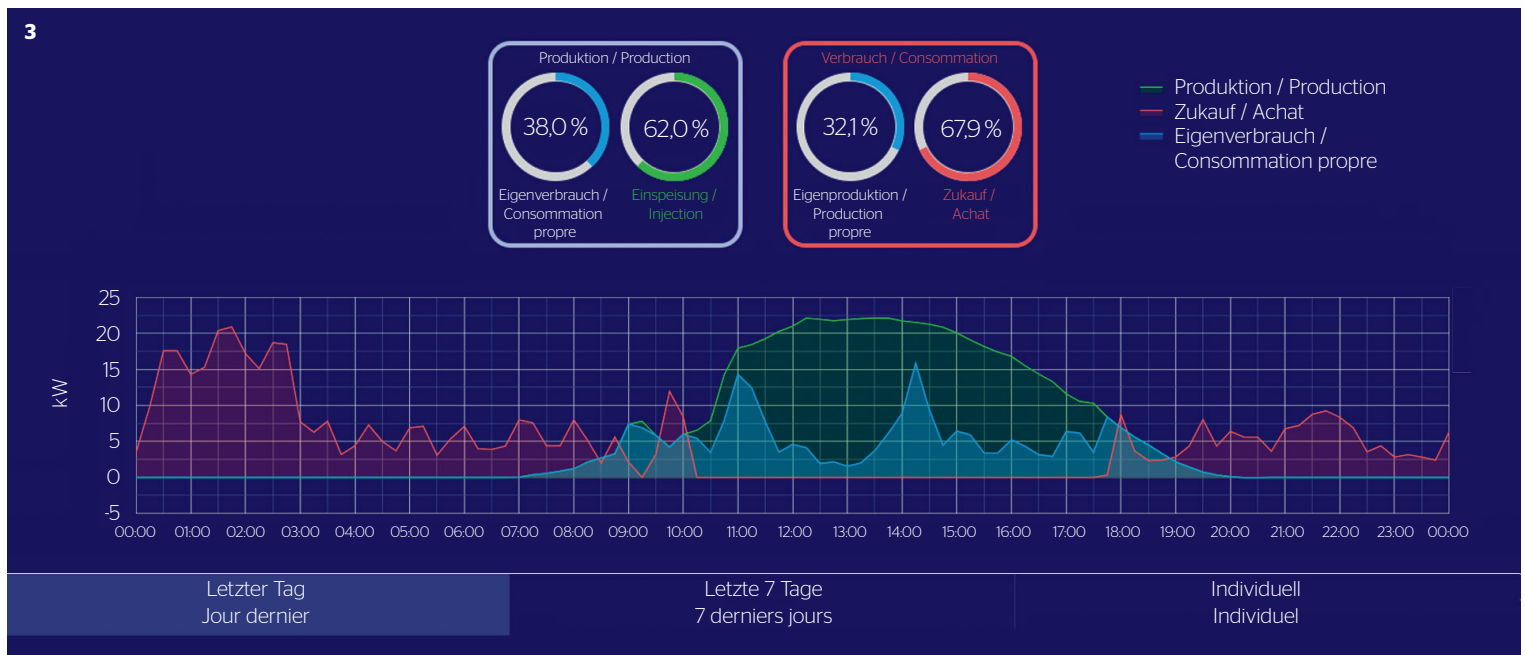 3
Produktion / Production
38,0 %
62,0 %
Eigenverbrauch /
Consommation
propre
Einspeisung /
Injection
Verbrauch / Consommation
32,1 %
67,9 %
Eigenproduktion /
Production
propre
Zukauf /
Achat
Produktion / Production
Zukauf / Achat
Eigenverbrauch /
Consommation propre
kW
25
20
15
10
5
0
-5
00:00 01:00 02:00 03:00 04:00 05:00 06:00 07:00 08:00 09:00 10:00 11:00 12:00 13:00 14:00 15:00 16:00 17:00 18:00 19:00 20:00 21:00 22:00 23:00 00:00
Letzter Tag
Jour dernier
Letzte 7 Tage
7 derniers jours
Individuell
Individuel